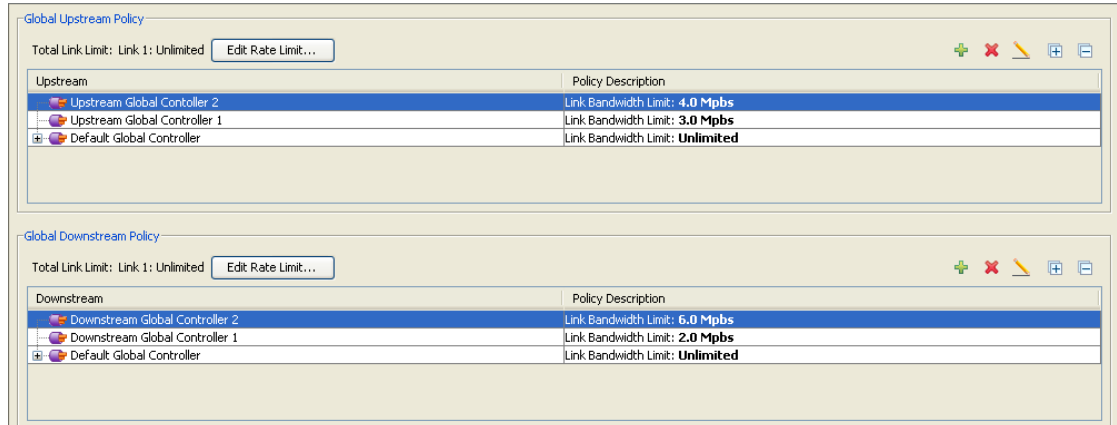 Global Upstream Policy
Total Link Limit: Link 1: Unlimited Edit Rate Limit...
Upstream Policy Description
Upstream Global Contoller 2 Link Bandwidth Limit: 4.0 Mpbs
Upstream Global Controller 1 Link Bandwidth Limit: 3.0 Mpbs
Default Global Controller Link Bandwidth Limit: Unlimited
Global Downstream Policy
Total Link Limit: Link 1: Unlimited Edit Rate Limit...
Downstream Policy Description
Downstream Global Controller 2 Link Bandwidth Limit: 6.0 Mpbs
Downstream Global Controller 1 Link Bandwidth Limit: 2.0 Mpbs
Default Global Controller Link Bandwidth Limit: Unlimited